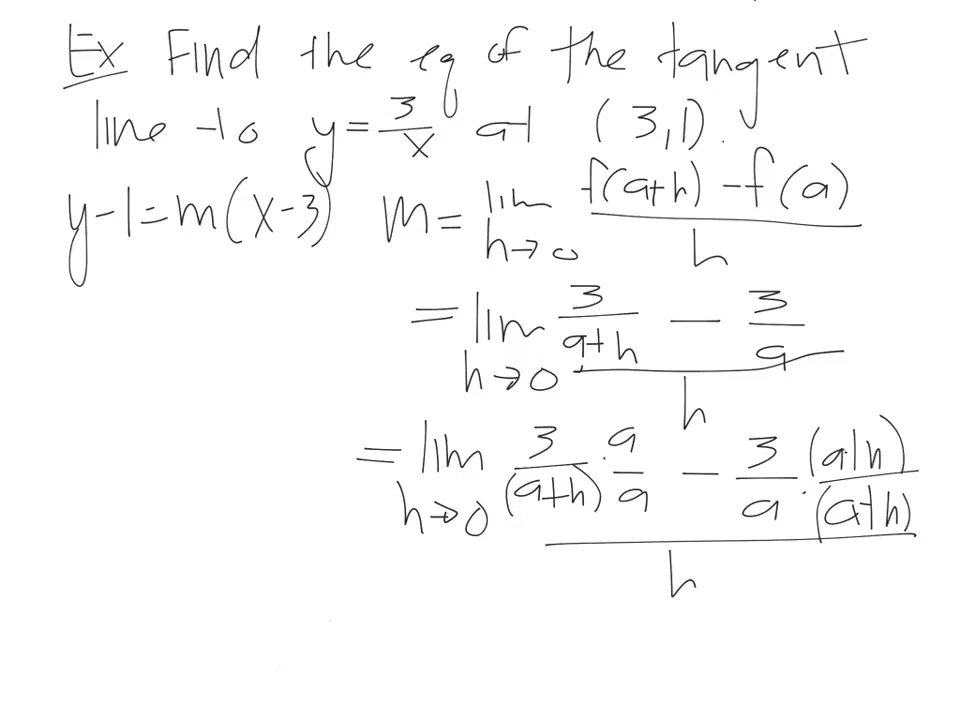 Ex Find the eq of the tangent
line to y = 3/x at (3,1).
y-1=m(x-3) m = lim h→0 (f(a+h) - f(a))/h
= lim h→0 (3/(a+h) - 3/a)/h
= lim h→0 (3/(a+h) · a/a - 3/a · (a+h)/(a+h))/h